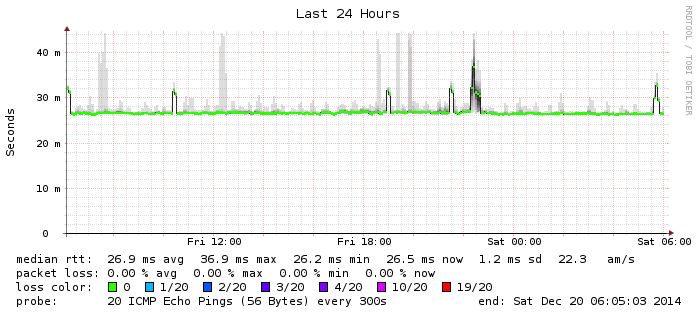 Last 24 Hours
RRDTOOL / TOBI OETIKER
Seconds
40 m
30 m
20 m
10 m
0
Fri 12:00 Fri 18:00 Sat 00:00 Sat 06:00
median rtt: 26.9 ms avg 36.9 ms max 26.2 ms min 26.5 ms now 1.2 ms sd 22.3 am/s
packet loss: 0.00 % avg 0.00 % max 0.00 % min 0.00 % now
loss color: 0 1/20 2/20 3/20 4/20 10/20 19/20
probe: 20 ICMP Echo Pings (56 Bytes) every 300s end: Sat Dec 20 06:05:03 2014